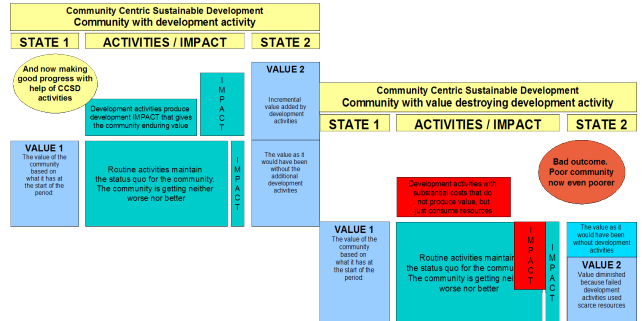 Community Centric Sustainable Development
Community with development activity
STATE 1
ACTIVITIES / IMPACT
STATE 2
And now making
good progress with
help of CCSD
activities
Development activities produce
development IMPACT that gives
the community enduring value
IMPACT
VALUE 2
Incremental
value added by
development
activities
VALUE 1
The value of the
community
based on
what it has at
the start of the
period
Routine activities maintain
the status quo for the community.
The community is getting neither
worse nor better
IMPACT
The value as it
would have been
without the
additional
development
activities
Community Centric Sustainable Development
Community with value destroying development activity
STATE 1
ACTIVITIES / IMPACT
STATE 2
Bad outcome.
Poor community
now even poorer
Development activities with
substantial costs that do
not produce value, but
just consume resources
VALUE 1
The value of the
community
based on
what it has at
the start of the
period
Routine activities maintain
the status quo for the commu
The community is getting nei
worse nor better
IMPACT
IMPACT
The value as it
would have been
without development
activities
VALUE 2
Value diminished
because failed
development
activities used
scarce resources